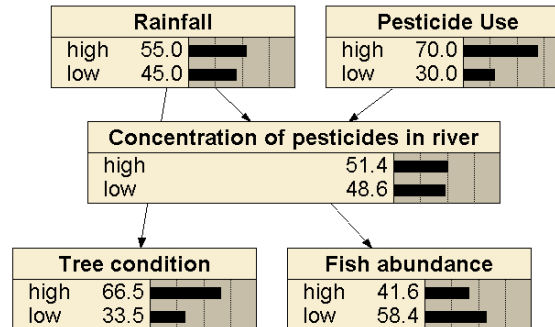 Rainfall
high 55.0
low 45.0
Pesticide Use
high 70.0
low 30.0
Concentration of pesticides in river
high 51.4
low 48.6
Tree condition
high 66.5
low 33.5
Fish abundance
high 41.6
low 58.4